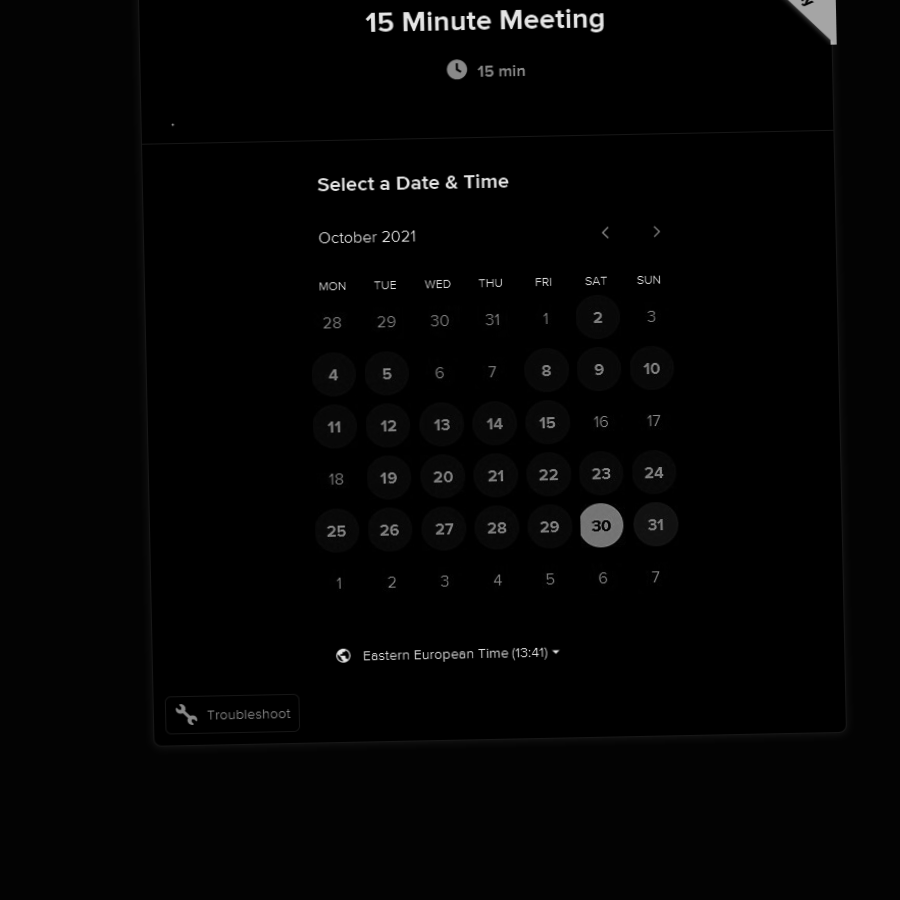 15 Minute Meeting
15 min
.
Select a Date & Time
October 2021
MON TUE WED THU FRI SAT SUN
28 29 30 31 1 2 3
4 5 6 7 8 9 10
11 12 13 14 15 16 17
18 19 20 21 22 23 24
25 26 27 28 29 30 31
1 2 3 4 5 6 7
Eastern European Time (13:41)
Troubleshoot